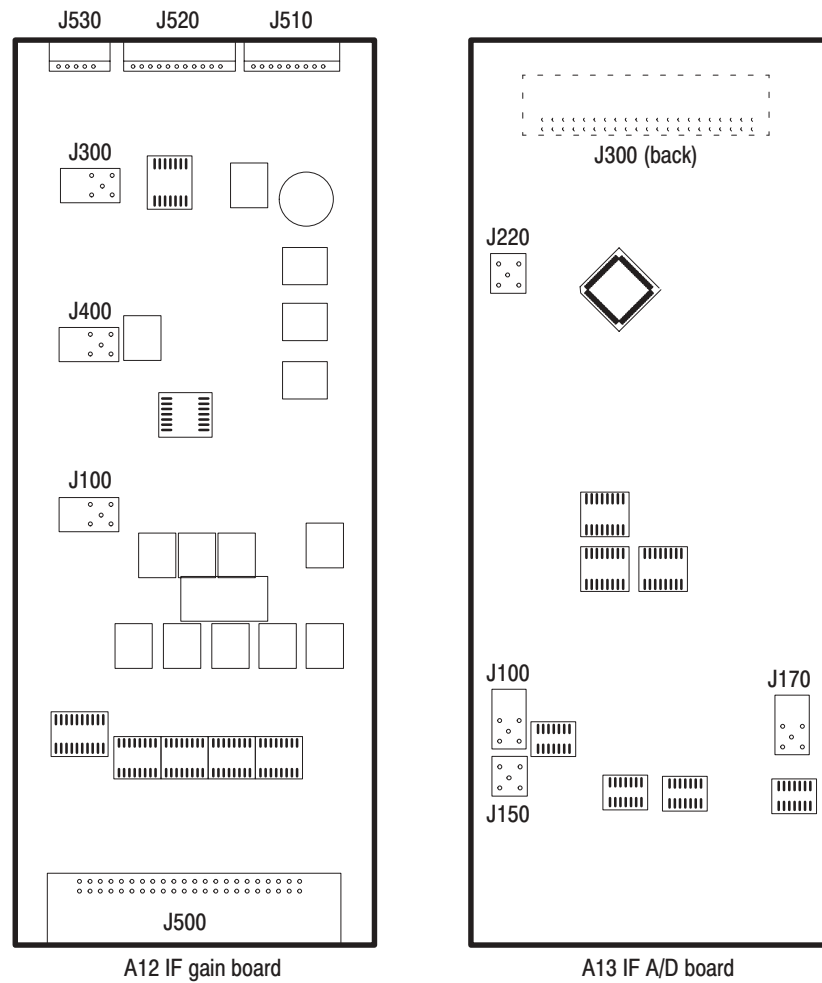 J530 J520 J510
J300
J400
J100
J500
A12 IF gain board
J300 (back)
J220
J100
J170
J150
A13 IF A/D board